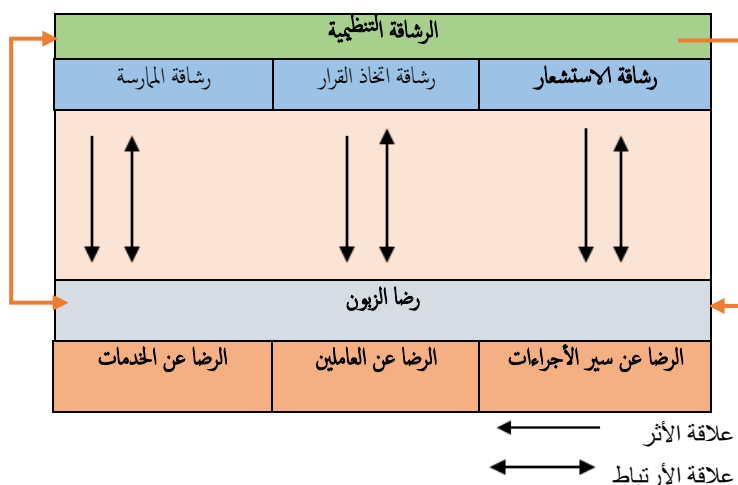 الرشاقة التنظيمية
رشاقة الاستشعار
رشاقة اتخاذ القرار
رشاقة الممارسة
رضا الزبون
الرضا عن سير الأجراءات
الرضا عن العاملين
الرضا عن الخدمات
علاقة الأثر
علاقة الأرتباط